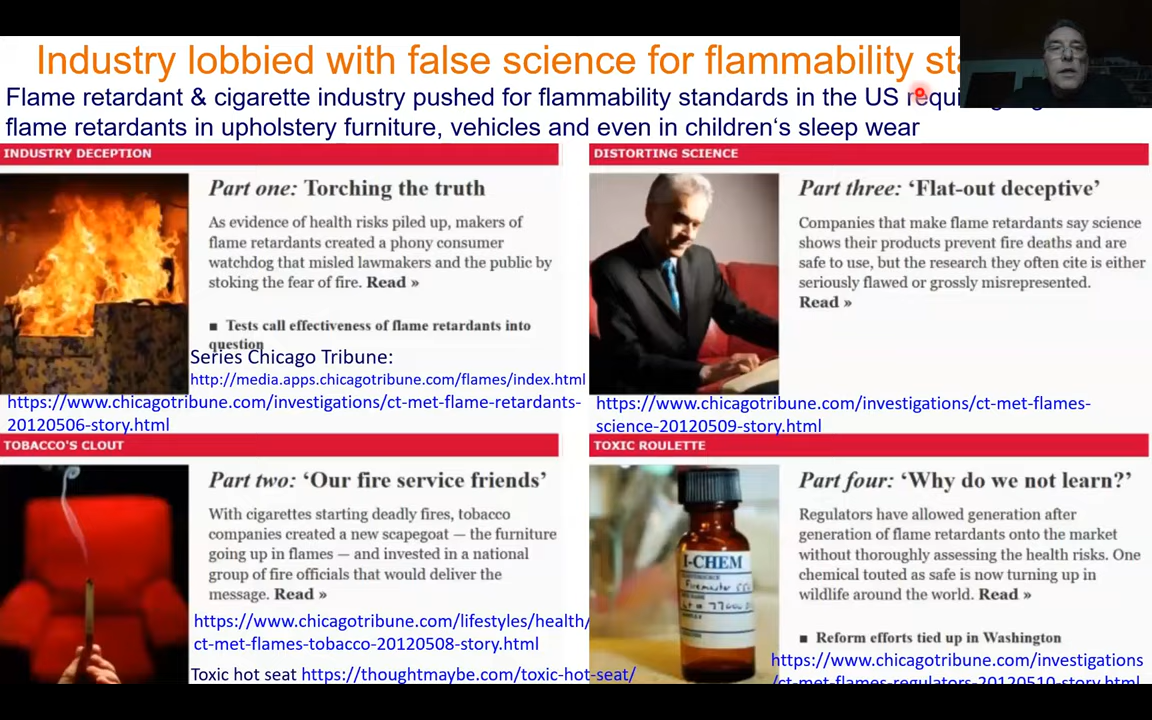 Industry lobbied with false science for flammability
Flame retardant & cigarette industry pushed for flammability standards in the US
flame retardants in upholstery furniture, vehicles and even in children‘s sleep wear
INDUSTRY DECEPTION
Part one: Torching the truth
As evidence of health risks piled up, makers of
flame retardants created a phony consumer
watchdog that misled lawmakers and the public by
stoking the fear of fire. Read »
■ Tests call effectiveness of flame retardants into
question
Series Chicago Tribune:
http://media.apps.chicagotribune.com/flames/index.html
https://www.chicagotribune.com/investigations/ct-met-flame-retardants-
20120506-story.html
DISTORTING SCIENCE
Part three: ‘Flat-out deceptive’
Companies that make flame retardants say science
shows their products prevent fire deaths and are
safe to use, but the research they often cite is either
seriously flawed or grossly misrepresented.
Read »
https://www.chicagotribune.com/investigations/ct-met-flames-
science-20120509-story.html
TOBACCO'S CLOUT
Part two: ‘Our fire service friends’
With cigarettes starting deadly fires, tobacco
companies created a new scapegoat — the furniture
going up in flames — and invested in a national
group of fire officials that would deliver the
message. Read »
https://www.chicagotribune.com/lifestyles/health/
ct-met-flames-tobacco-20120508-story.html
Toxic hot seat https://thoughtmaybe.com/toxic-hot-seat/
TOXIC ROULETTE
Part four: ‘Why do we not learn?’
Regulators have allowed generation after
generation of flame retardants onto the market
without thoroughly assessing the health risks. One
chemical touted as safe is now turning up in
wildlife around the world. Read »
■ Reform efforts tied up in Washington
https://www.chicagotribune.com/investigations
/ct-met-flames-regulators-20120510-story.html
I-CHEM